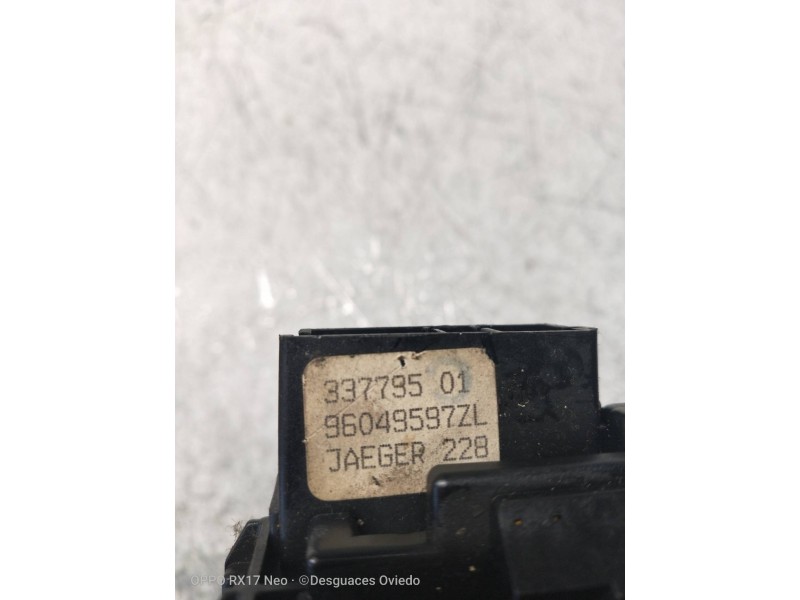 337795 01
96049597ZL
JAEGER 228
OPPO RX17 Neo · ©Desguaces Oviedo